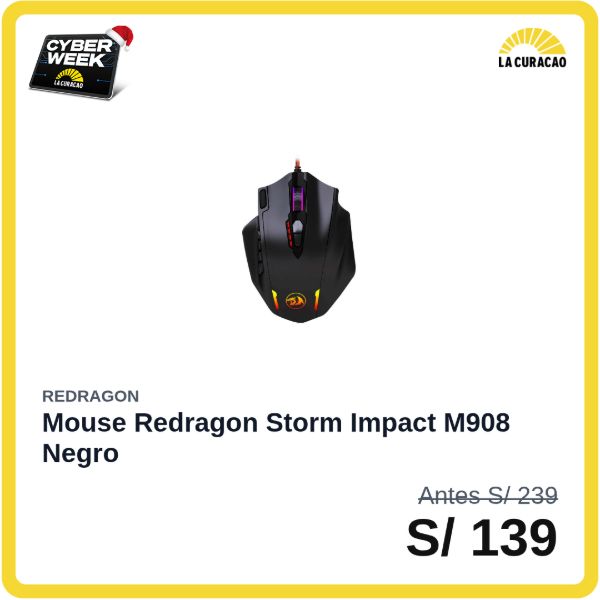 CYBER
WEEK
LA CURACAO
LA CURACAO
REDRAGON
Mouse Redragon Storm Impact M908
Negro
Antes S/ 239
S/ 139